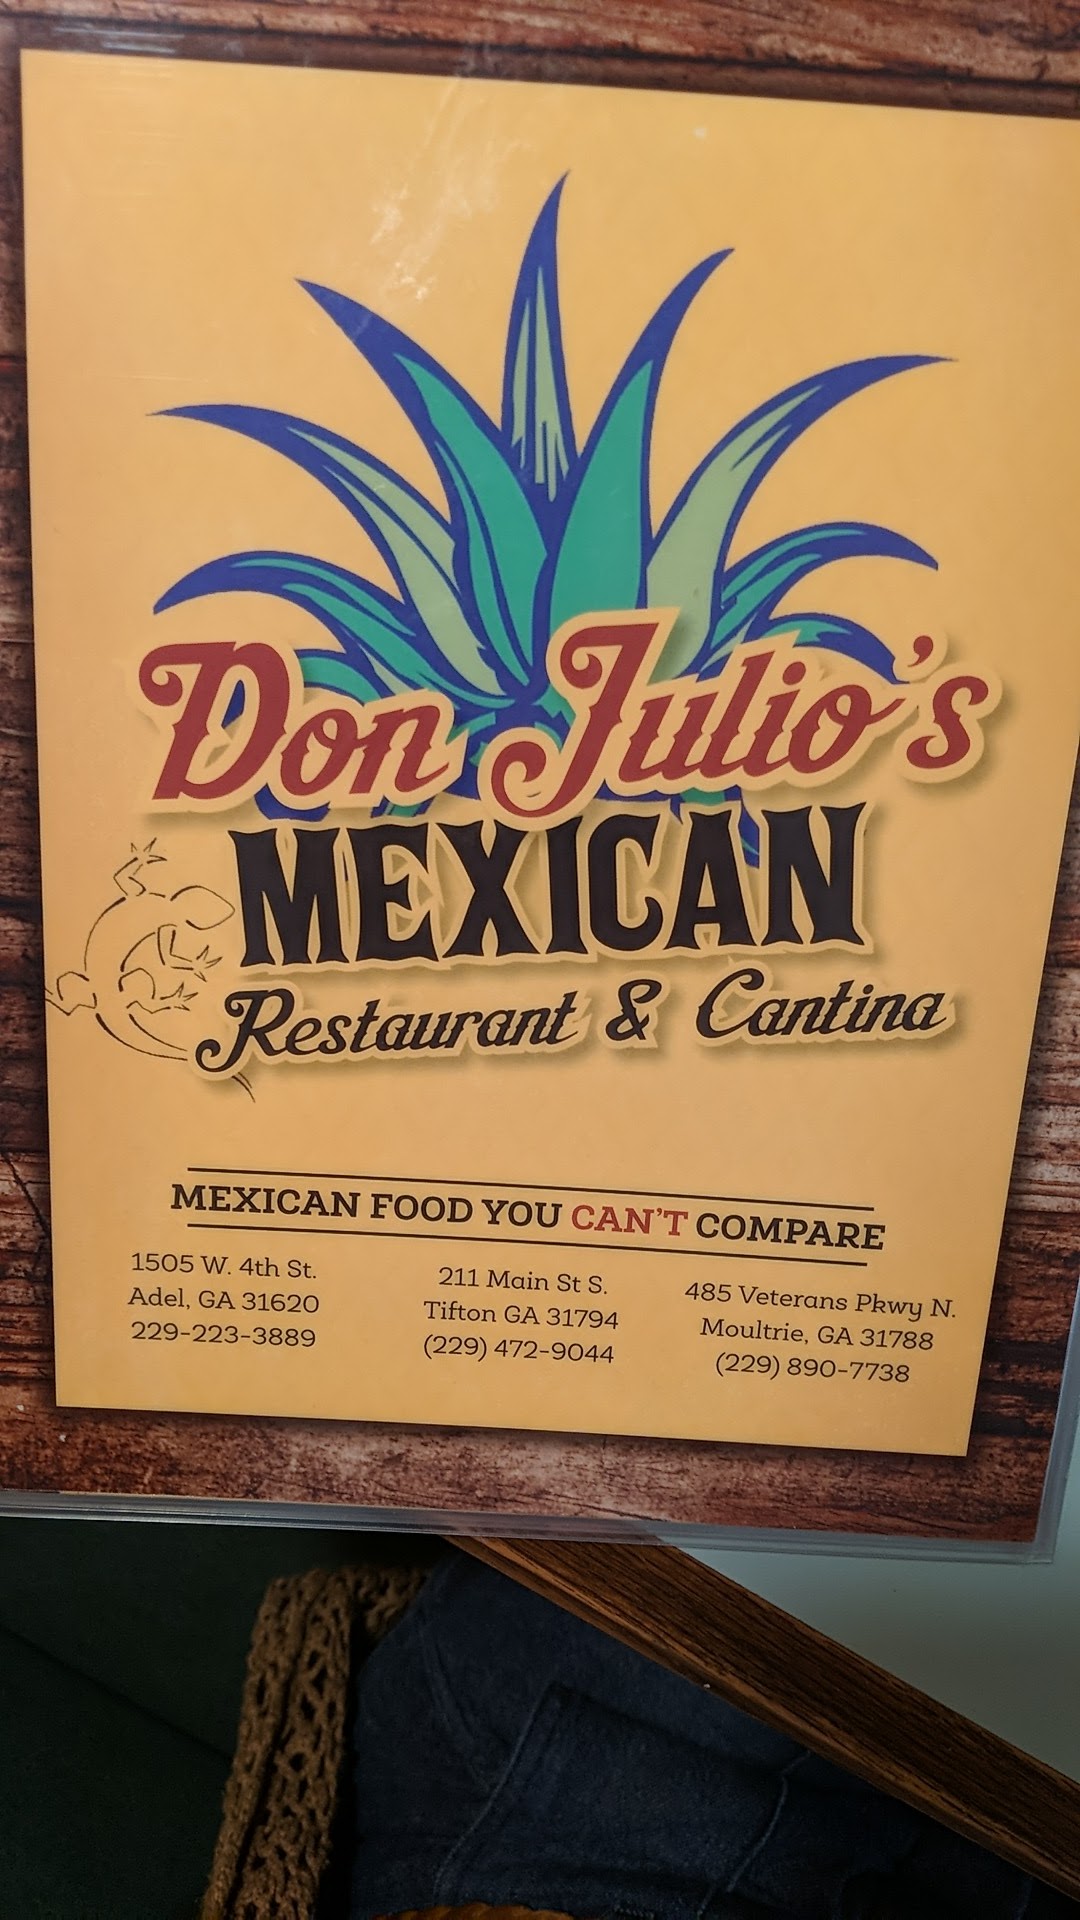 Don Julio's
MEXICAN
Restaurant & Cantina
MEXICAN FOOD YOU CAN'T COMPARE
1505 W. 4th St.
Adel, GA 31620
229-223-3889
211 Main St S.
Tifton GA 31794
(229) 472-9044
485 Veterans Pkwy N.
Moultrie, GA 31788
(229) 890-7738